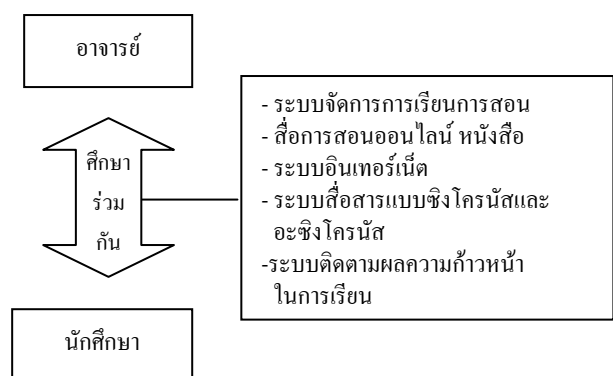 อาจารย์
ศึกษา
ร่วม
กัน
- ระบบจัดการการเรียนการสอน
- สื่อการสอนออนไลน์ หนังสือ
- ระบบอินเทอร์เน็ต
- ระบบสื่อสารแบบซิงโครนัสและ
อะซิงโครนัส
-ระบบติดตามผลความก้าวหน้า
ในการเรียน
นักศึกษา